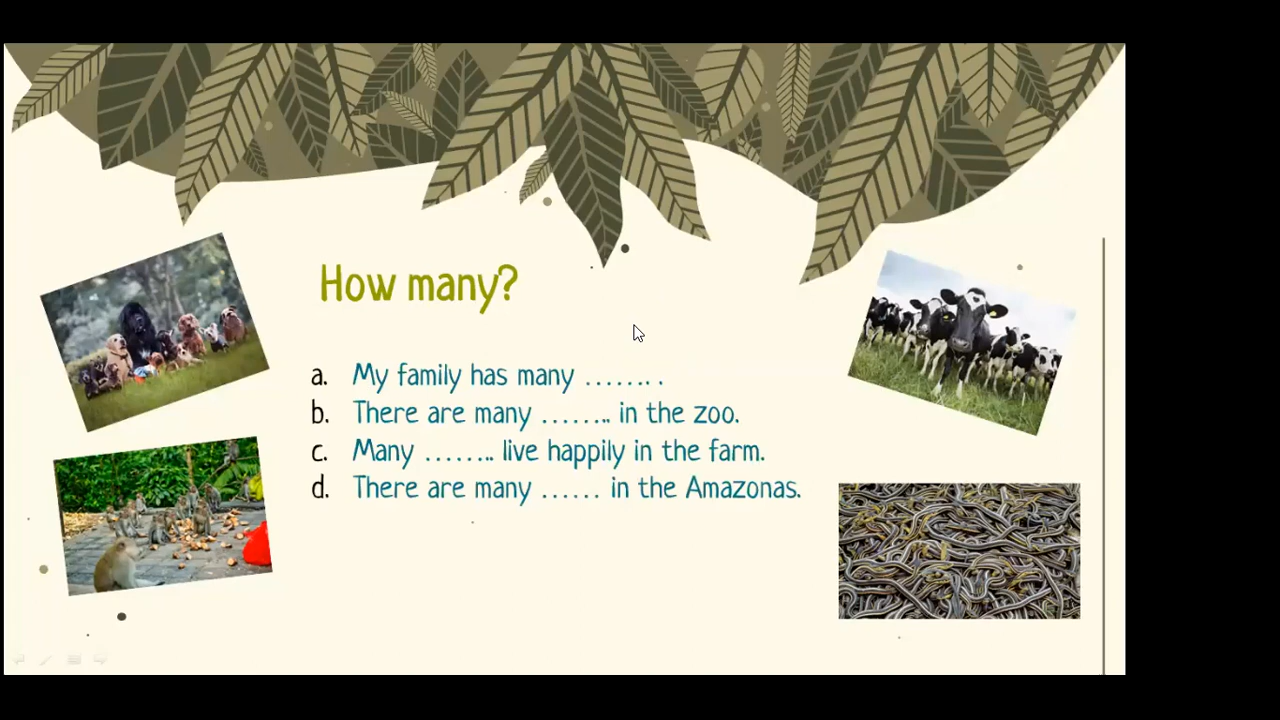 How many?
a. My family has many ....... .
b. There are many ........ in the zoo.
c. Many ........ live happily in the farm.
d. There are many ...... in the Amazonas.